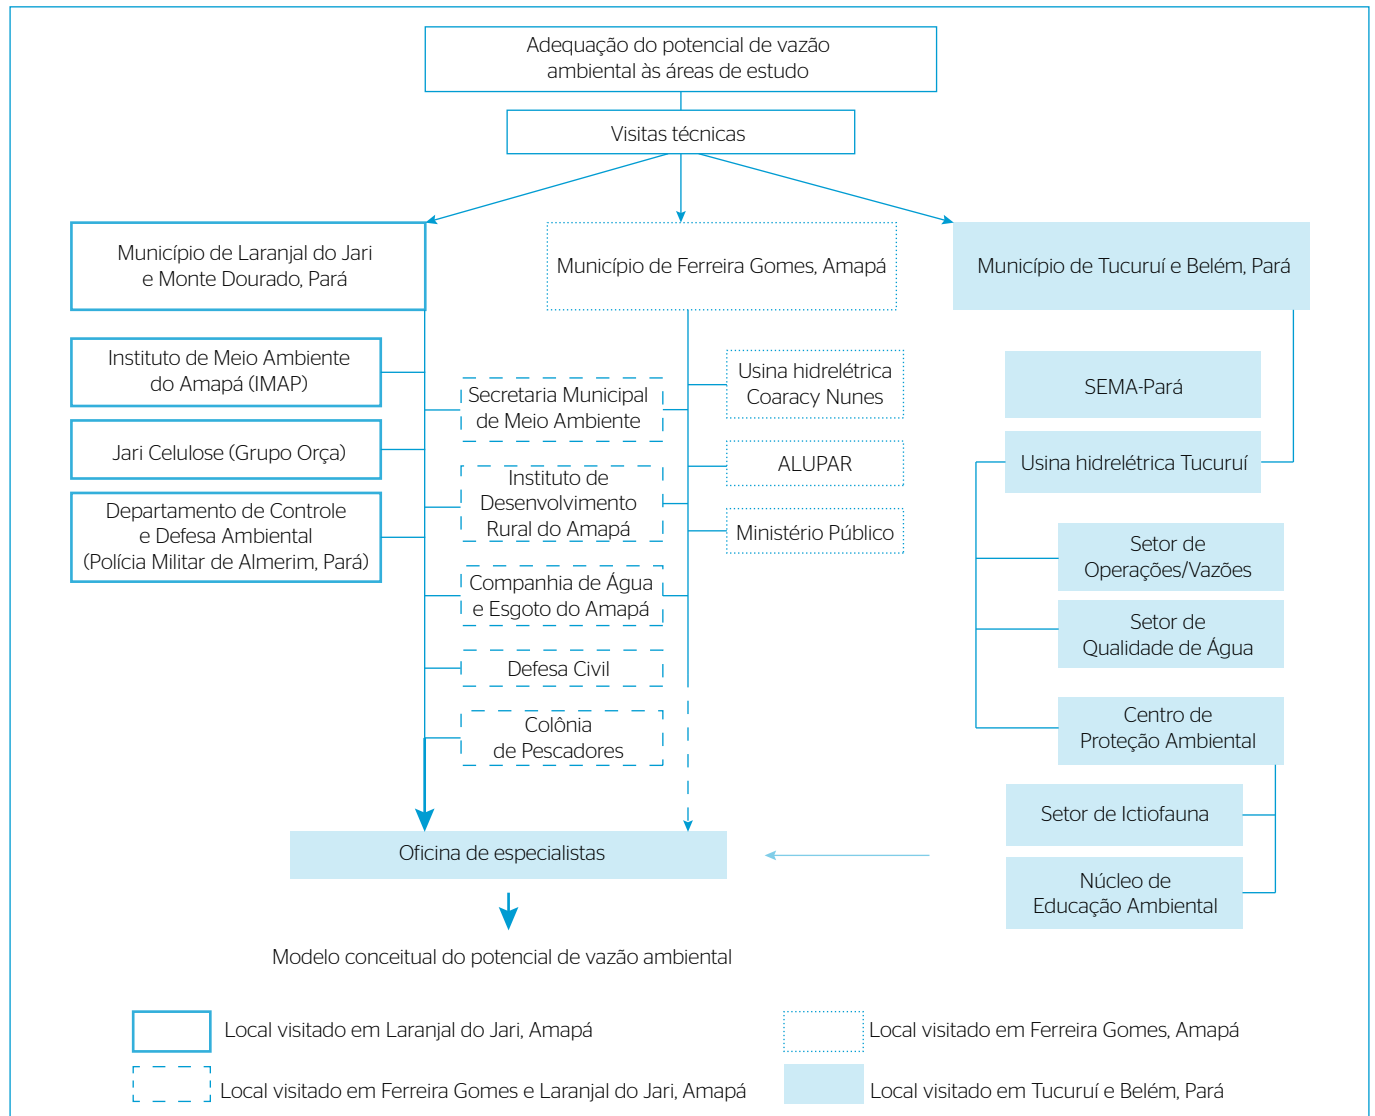 Adequação do potencial de vazão
ambiental às áreas de estudo
Visitas técnicas
Município de Laranjal do Jari
e Monte Dourado, Pará
Município de Ferreira Gomes, Amapá
Município de Tucuruí e Belém, Pará
Instituto de Meio Ambiente
do Amapá (IMAP)
Jari Celulose (Grupo Orça)
Departamento de Controle
e Defesa Ambiental
(Polícia Militar de Almerim, Pará)
Secretaria Municipal
de Meio Ambiente
Instituto de
Desenvolvimento
Rural do Amapá
Companhia de Água
e Esgoto do Amapá
Defesa Civil
Colônia
de Pescadores
Usina hidrelétrica
Coaracy Nunes
ALUPAR
Ministério Público
SEMA-Pará
Usina hidrelétrica Tucuruí
Setor de
Operações/Vazões
Setor de
Qualidade de Água
Centro de
Proteção Ambiental
Setor de Ictiofauna
Núcleo de
Educação Ambiental
Oficina de especialistas
Modelo conceitual do potencial de vazão ambiental
Local visitado em Laranjal do Jari, Amapá
Local visitado em Ferreira Gomes, Amapá
Local visitado em Ferreira Gomes e Laranjal do Jari, Amapá
Local visitado em Tucuruí e Belém, Pará